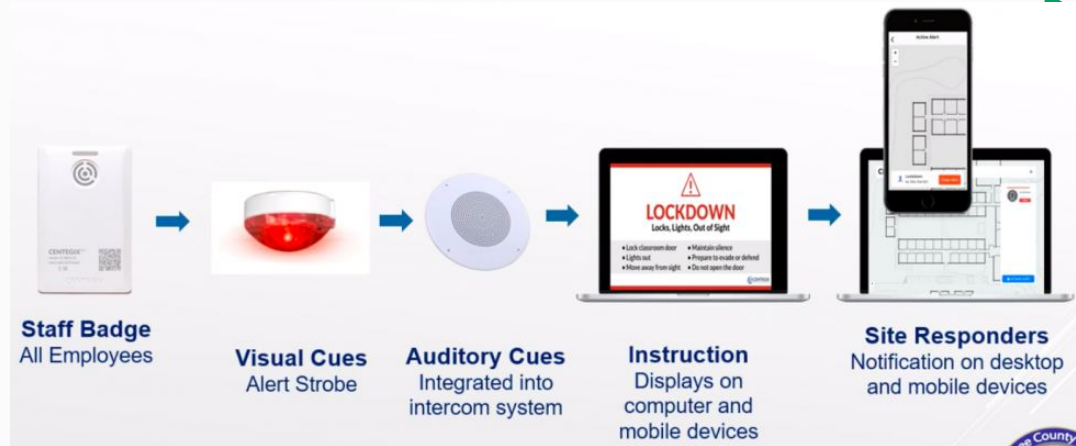 Active Alert
CENTEGIX
LOCKDOWN
Locks, Lights, Out of Sight
• Lock classroom door
• Lights out
• Move away from sight
• Maintain silence
• Prepare to evade or defend
• Do not open the door
CENTEGIX
Lockdown
Staff Badge
All Employees
Visual Cues
Alert Strobe
Auditory Cues
Integrated into
intercom system
Instruction
Displays on
computer and
mobile devices
Site Responders
Notification on desktop
and mobile devices
County